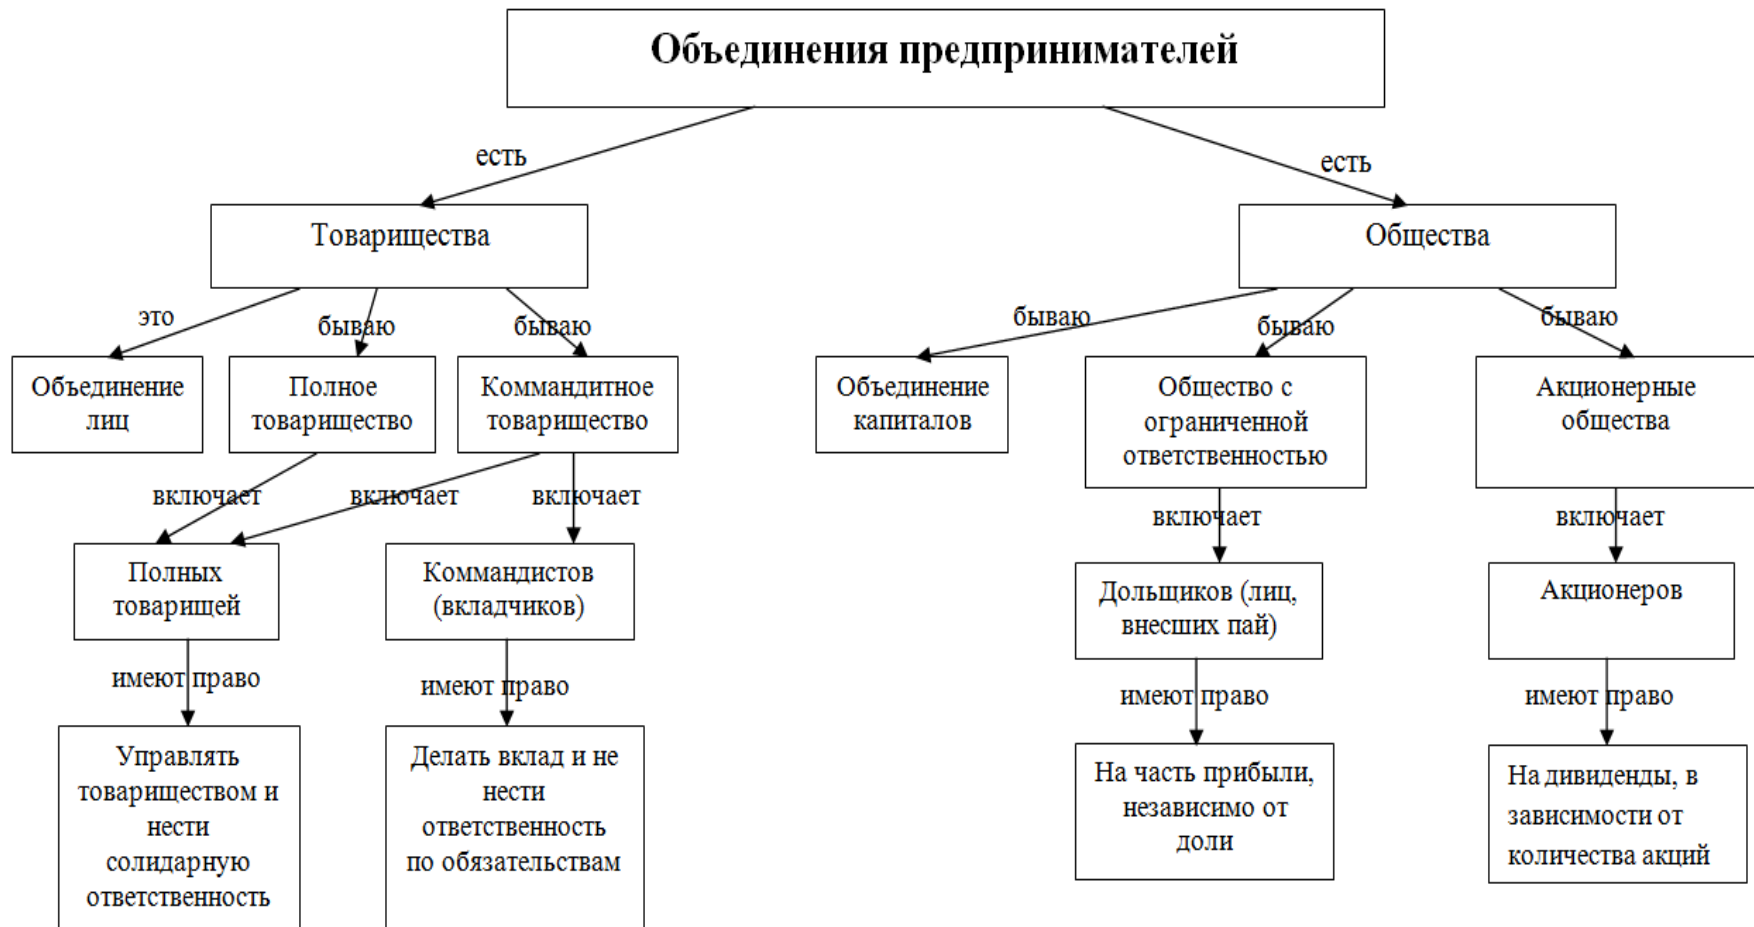 Объединения предпринимателей
есть
есть
Товарищества
Общества
это
бываю
бываю
бываю
бываю
бываю
Объединение
лиц
Полное
товарищество
Коммандитное
товарищество
Объединение
капиталов
Общество с
ограниченной
ответственностью
Акционерные
общества
включает
включает
включает
включает
включает
Полных
товарищей
Коммандистов
(вкладчиков)
Дольщиков (лиц,
внесших пай)
Акционеров
имеют право
имеют право
имеют право
имеют право
Управлять
товариществом и
нести
солидарную
ответственность
Делать вклад и не
нести
ответственность
по обязательствам
На часть прибыли,
независимо от
доли
На дивиденды, в
зависимости от
количества акций